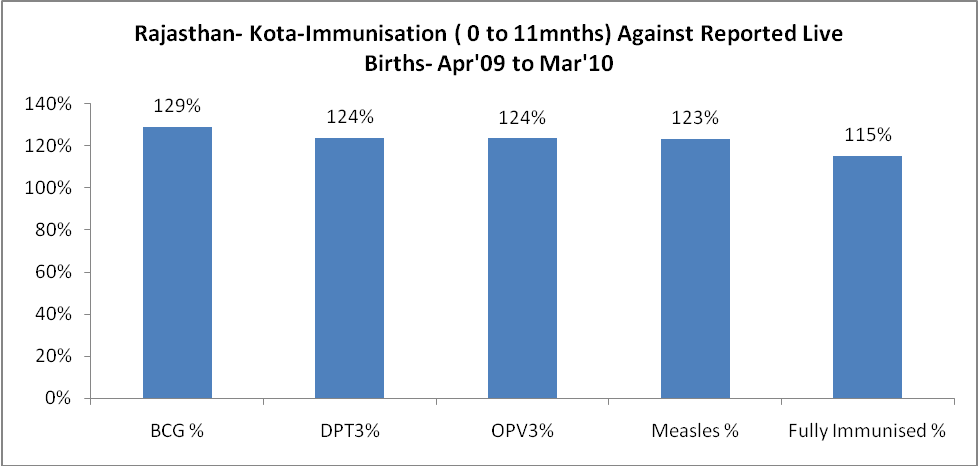 Rajasthan- Kota-Immunisation ( 0 to 11mnths) Against Reported Live
Births- Apr'09 to Mar'10
140%
120%
100%
80%
60%
40%
20%
0%
129%
124%
124%
123%
115%
BCG %
DPT3%
OPV3%
Measles %
Fully Immunised %